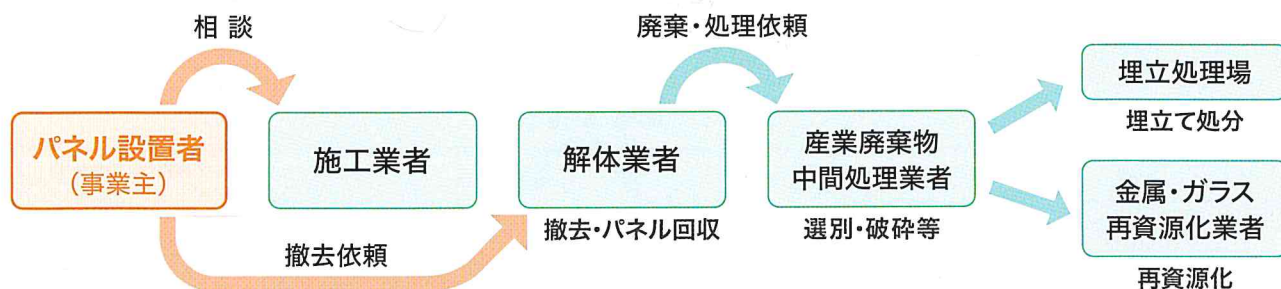 相談
廃棄・処理依頼
パネル設置者
(事業主)
施工業者
解体業者
撤去・パネル回収
産業廃棄物
中間処理業者
選別・破砕等
埋立処理場
埋立て処分
金属・ガラス
再資源化業者
再資源化
撤去依頼